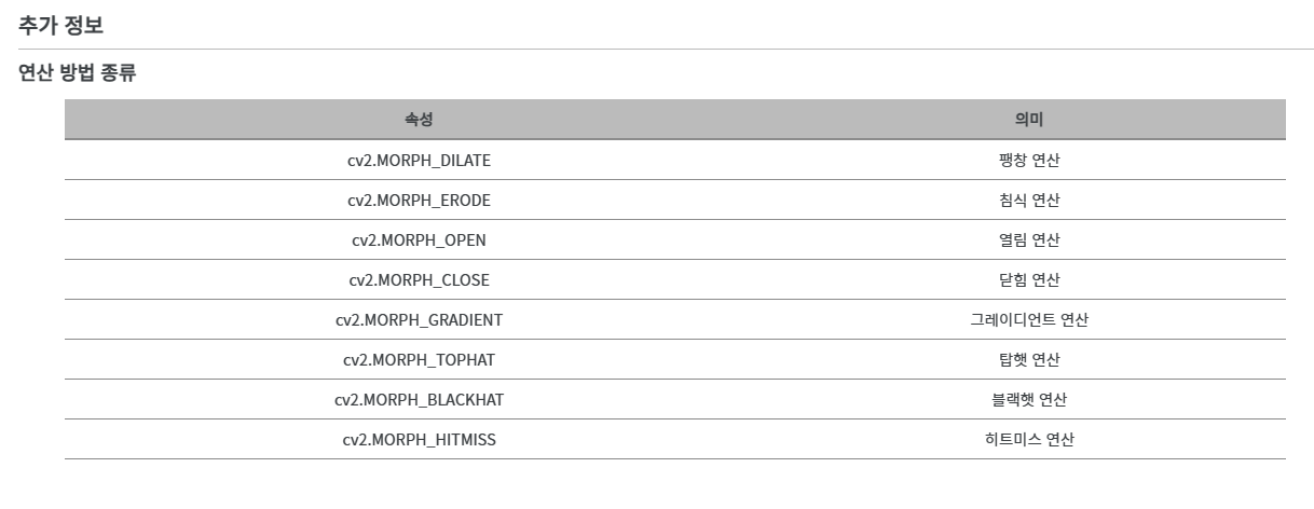 추가 정보
연산 방법 종류
속성 의미
cv2.MORPH_DILATE 팽창 연산
cv2.MORPH_ERODE 침식 연산
cv2.MORPH_OPEN 열림 연산
cv2.MORPH_CLOSE 닫힘 연산
cv2.MORPH_GRADIENT 그레이디언트 연산
cv2.MORPH_TOPHAT 탑햇 연산
cv2.MORPH_BLACKHAT 블랙햇 연산
cv2.MORPH_HITMISS 히트미스 연산